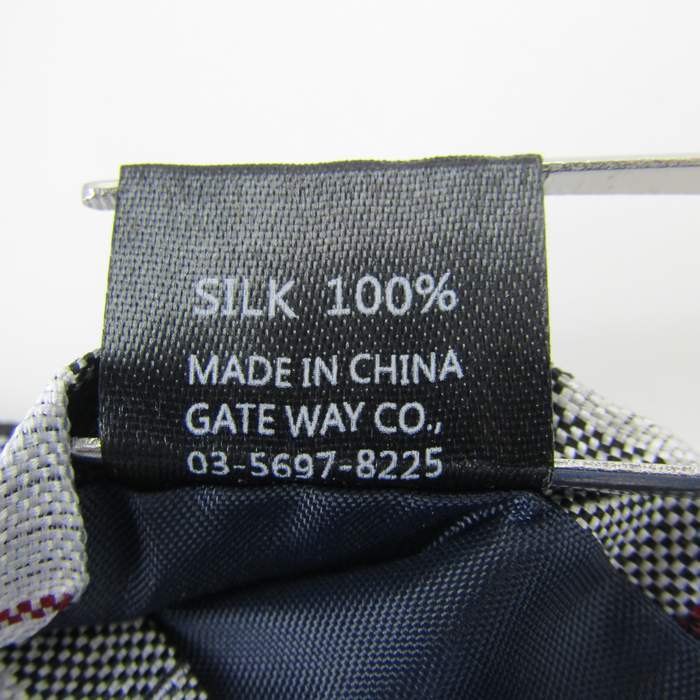 SILK 100%
MADE IN CHINA
GATE WAY CO.,
03-5697-8225